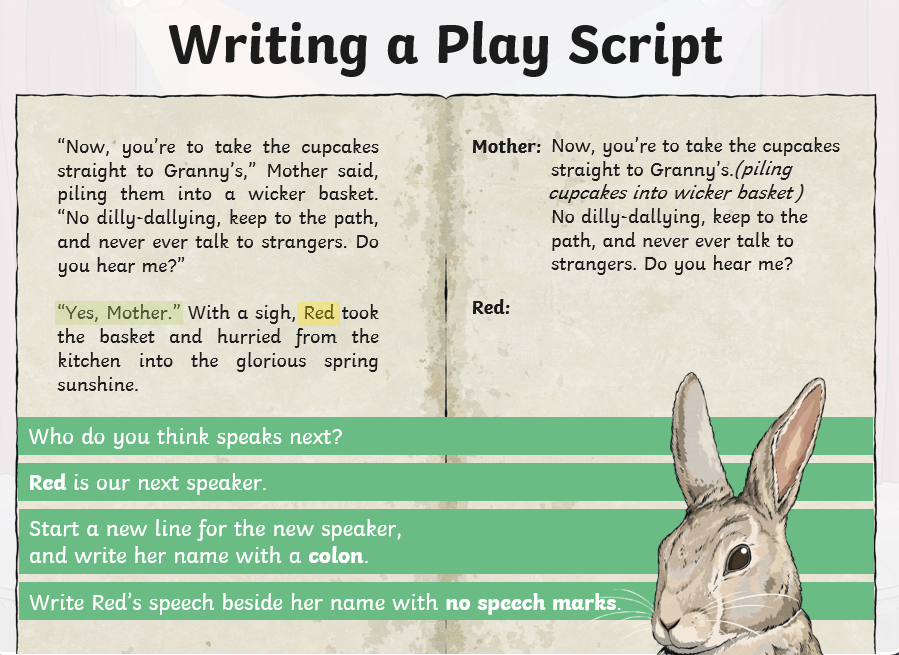 Writing a Play Script
“Now, you’re to take the cupcakes
straight to Granny’s,” Mother said,
piling them into a wicker basket.
“No dilly-dallying, keep to the path,
and never ever talk to strangers. Do
you hear me?”
“Yes, Mother.” With a sigh, Red took
the basket and hurried from the
kitchen into the glorious spring
sunshine.
Mother: Now, you’re to take the cupcakes
straight to Granny’s.(piling
cupcakes into wicker basket )
No dilly-dallying, keep to the
path, and never ever talk to
strangers. Do you hear me?
Red:
Who do you think speaks next?
Red is our next speaker.
Start a new line for the new speaker,
and write her name with a colon.
Write Red’s speech beside her name with no speech marks.